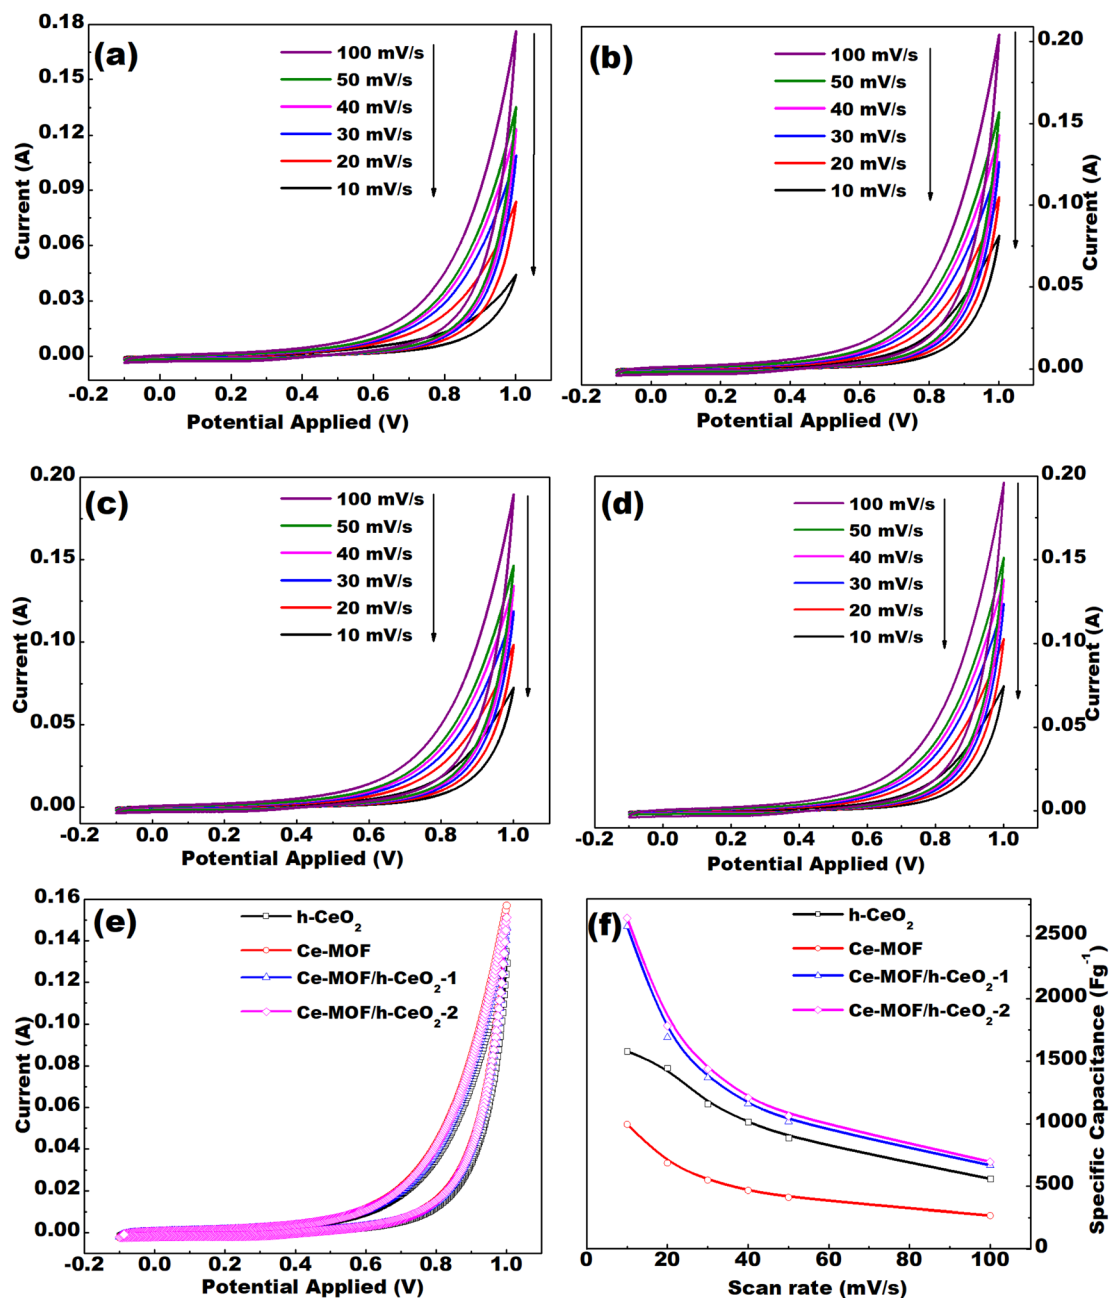 (a)
100 mV/s
50 mV/s
40 mV/s
30 mV/s
20 mV/s
10 mV/s
0.18
0.15
0.12
0.09
0.06
0.03
0.00
Current (A)
-0.2 0.0 0.2 0.4 0.6 0.8 1.0
Potential Applied (V)
(b)
100 mV/s
50 mV/s
40 mV/s
30 mV/s
20 mV/s
10 mV/s
0.20
0.15
0.10
0.05
0.00
Current (A)
-0.2 0.0 0.2 0.4 0.6 0.8 1.0
Potential Applied (V)
(c)
100 mV/s
50 mV/s
40 mV/s
30 mV/s
20 mV/s
10 mV/s
0.20
0.15
0.10
0.05
0.00
Current (A)
-0.2 0.0 0.2 0.4 0.6 0.8 1.0
Potential Applied (V)
(d)
100 mV/s
50 mV/s
40 mV/s
30 mV/s
20 mV/s
10 mV/s
0.20
0.15
0.10
0.05
0.00
Current (A)
-0.2 0.0 0.2 0.4 0.6 0.8 1.0
Potential Applied (V)
(e)
h-CeO₂
Ce-MOF
Ce-MOF/h-CeO₂-1
Ce-MOF/h-CeO₂-2
0.16
0.14
0.12
0.10
0.08
0.06
0.04
0.02
0.00
Current (A)
-0.2 0.0 0.2 0.4 0.6 0.8 1.0
Potential Applied (V)
(f)
h-CeO₂
Ce-MOF
Ce-MOF/h-CeO₂-1
Ce-MOF/h-CeO₂-2
2500
2000
1500
1000
500
0
Specific Capacitance (Fg⁻¹)
0 20 40 60 80 100
Scan rate (mV/s)